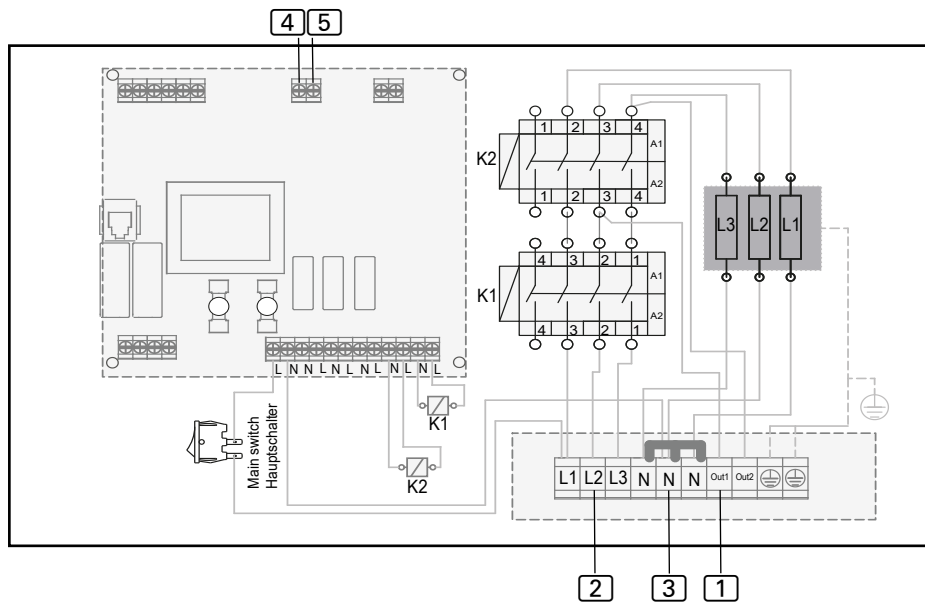 4 5
1 2 3 4
A1
K2
A2
1 2 3 4
L3 L2 L1
4 3 2 1
A1
K1
A2
4 3 2 1
L N N L N L N L N L N L
K1
Main switch
Hauptschalter
K2
L1 L2 L3 N N N Out1 Out2
2 3 1